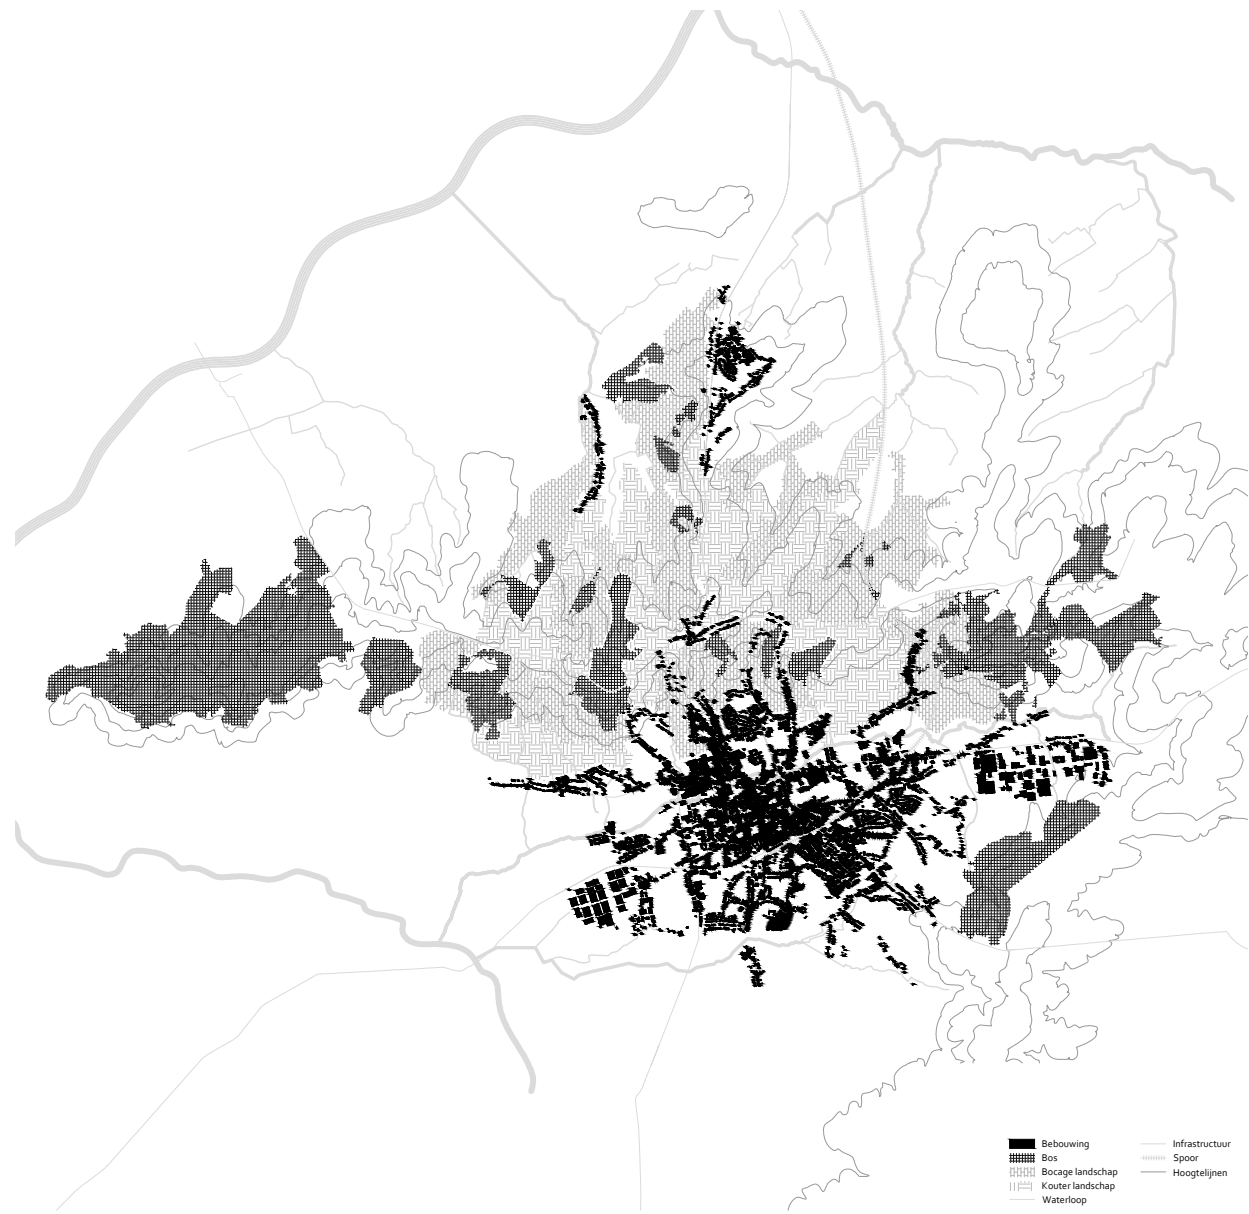 Bebouwing
Bos
Bocage landschap
Kouter landschap
Waterloop
Infrastructuur
Spoor
Hoogtelijnen